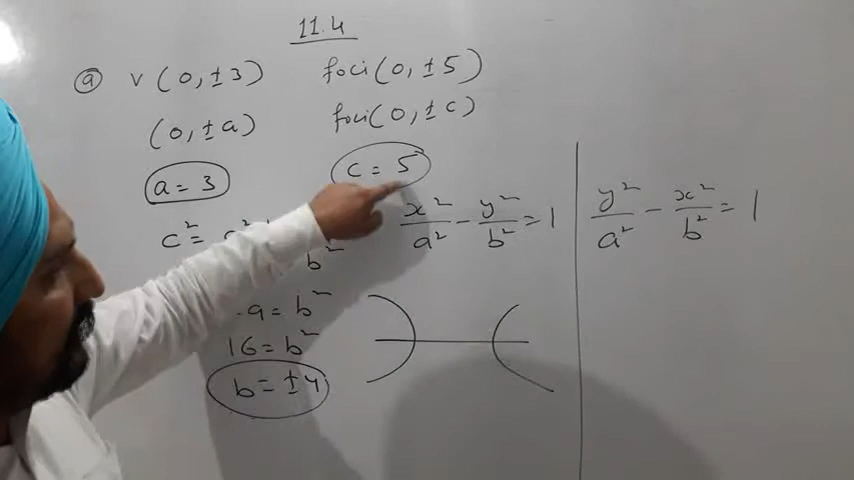 11.4
ⓐ v (0, ±3) foci (0, ±5)
(0, ±a) foci (0, ±c)
a = 3 c = 5
c² =
b²
9 = b²
16 = b²
b = ±4
x²/a² - y²/b² = 1
y²/a² - x²/b² = 1